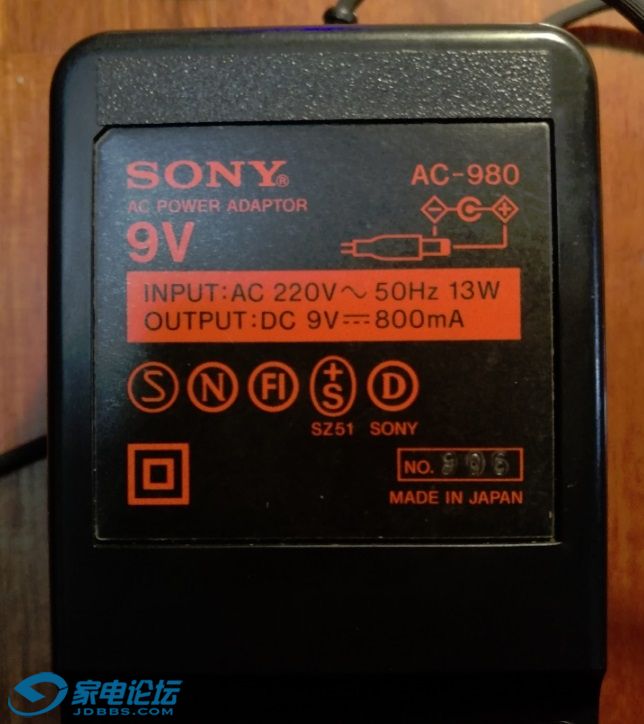 SONY®
AC-980
AC POWER ADAPTOR
9V
INPUT:AC 220V～ 50Hz 13W
OUTPUT:DC 9V⎓800mA
S N FI +S D
SZ51 SONY
NO.
MADE IN JAPAN
家电论坛
JDBBS.COM